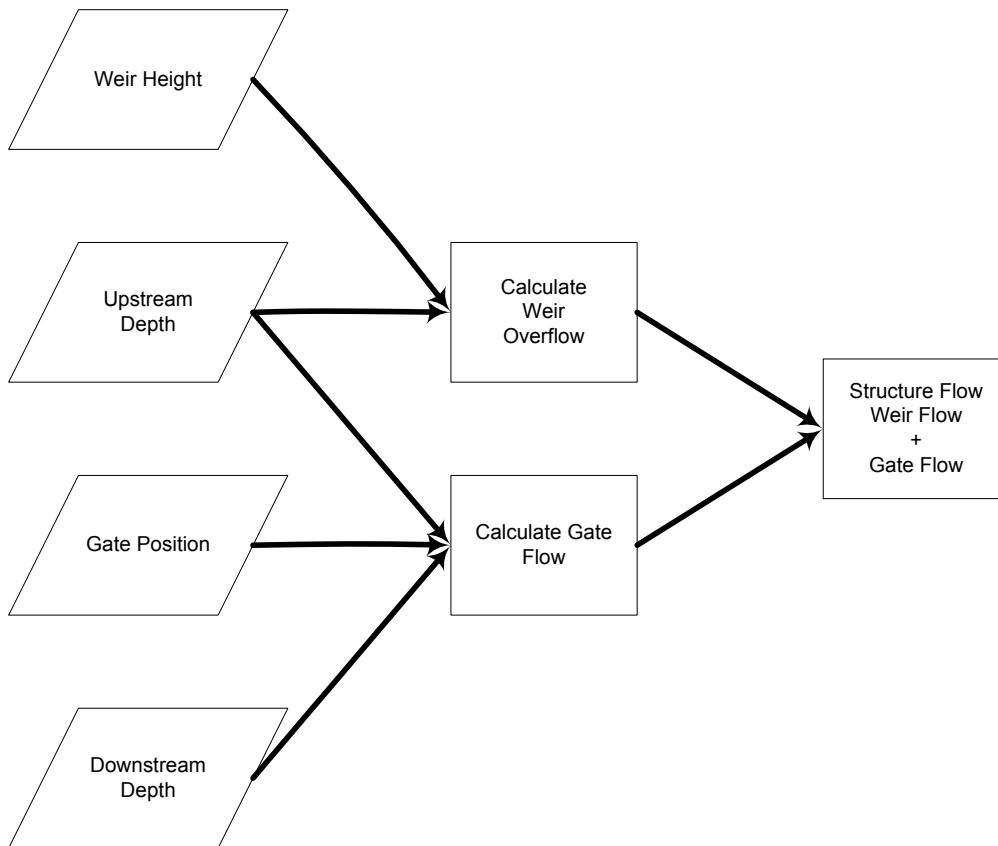 Weir Height
Upstream
Depth
Calculate
Weir
Overflow
Structure Flow
Weir Flow
+
Gate Flow
Gate Position
Calculate Gate
Flow
Downstream
Depth